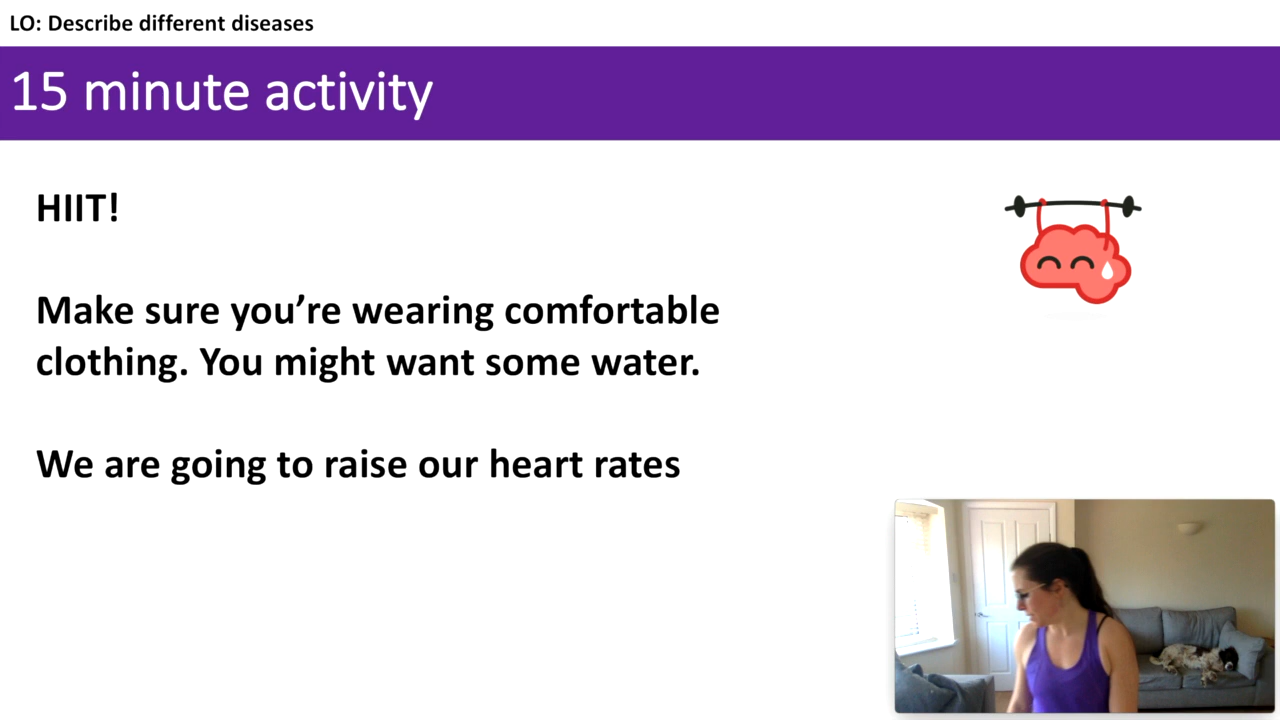 LO: Describe different diseases
15 minute activity
HIIT!
Make sure you’re wearing comfortable
clothing. You might want some water.
We are going to raise our heart rates